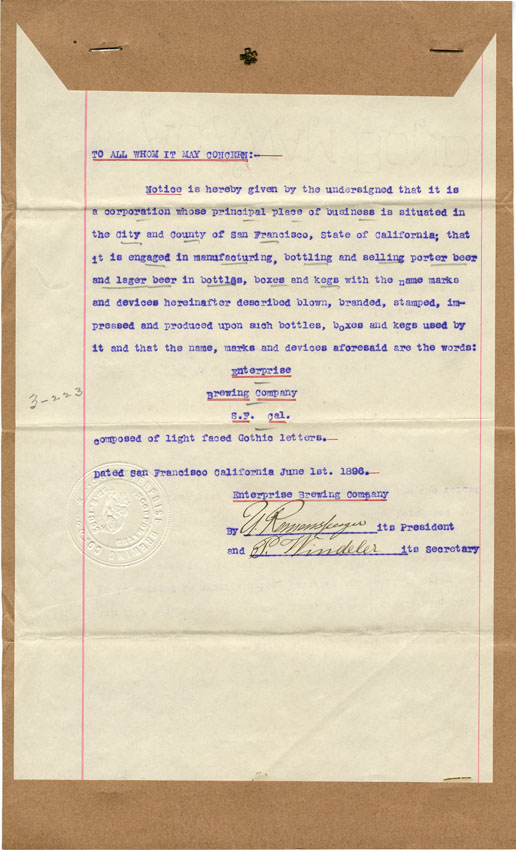 TO ALL WHOM IT MAY CONCERN:-
Notice is hereby given by the undersigned that it is
a corporation whose principal place of business is situated in
the City and County of San Francisco, State of California; that
it is engaged in manufacturing, bottling and selling porter beer
and lager beer in bottles, boxes and kegs with the name marks
and devices hereinafter described blown, branded, stamped, im-
pressed and produced upon such bottles, boxes and kegs used by
it and that the name, marks and devices aforesaid are the words:
Enterprise
3-223
Brewing Company
S.F. Cal.
composed of light faced Gothic letters.
Dated San Francisco California June 1st. 1896.
Enterprise Brewing Company
By its President
and P. Windeler its Secretary